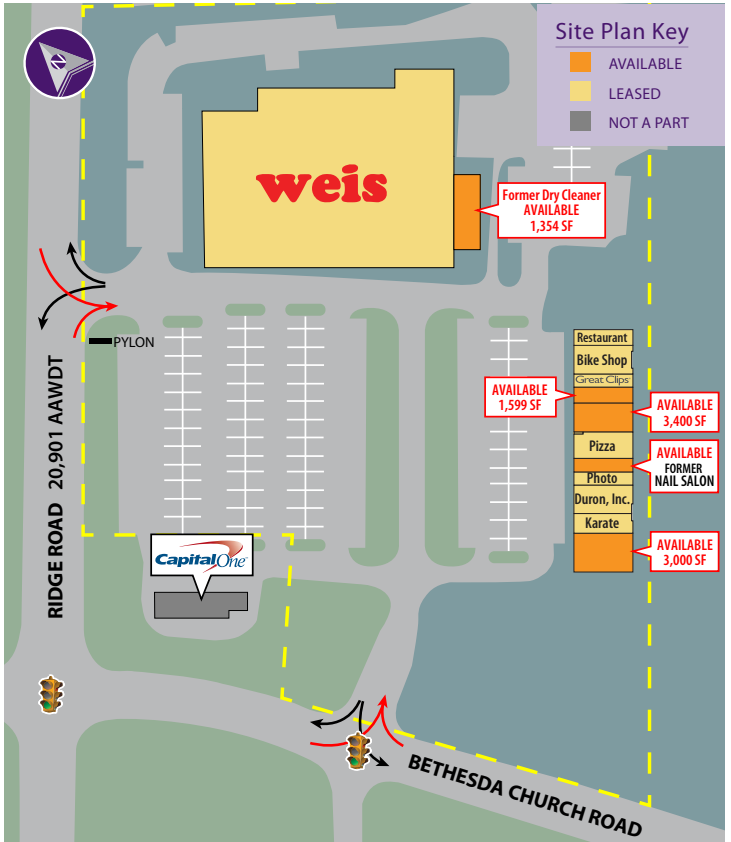 Site Plan Key
AVAILABLE
LEASED
NOT A PART
N
weis
Former Dry Cleaner
AVAILABLE
1,354 SF
PYLON
RIDGE ROAD 20,901 AAWDT
Restaurant
Bike Shop
Great Clips
AVAILABLE
1,599 SF
AVAILABLE
3,400 SF
Pizza
AVAILABLE
FORMER
NAIL SALON
Photo
Duron, Inc.
Karate
AVAILABLE
3,000 SF
CapitalOne
BETHESDA CHURCH ROAD